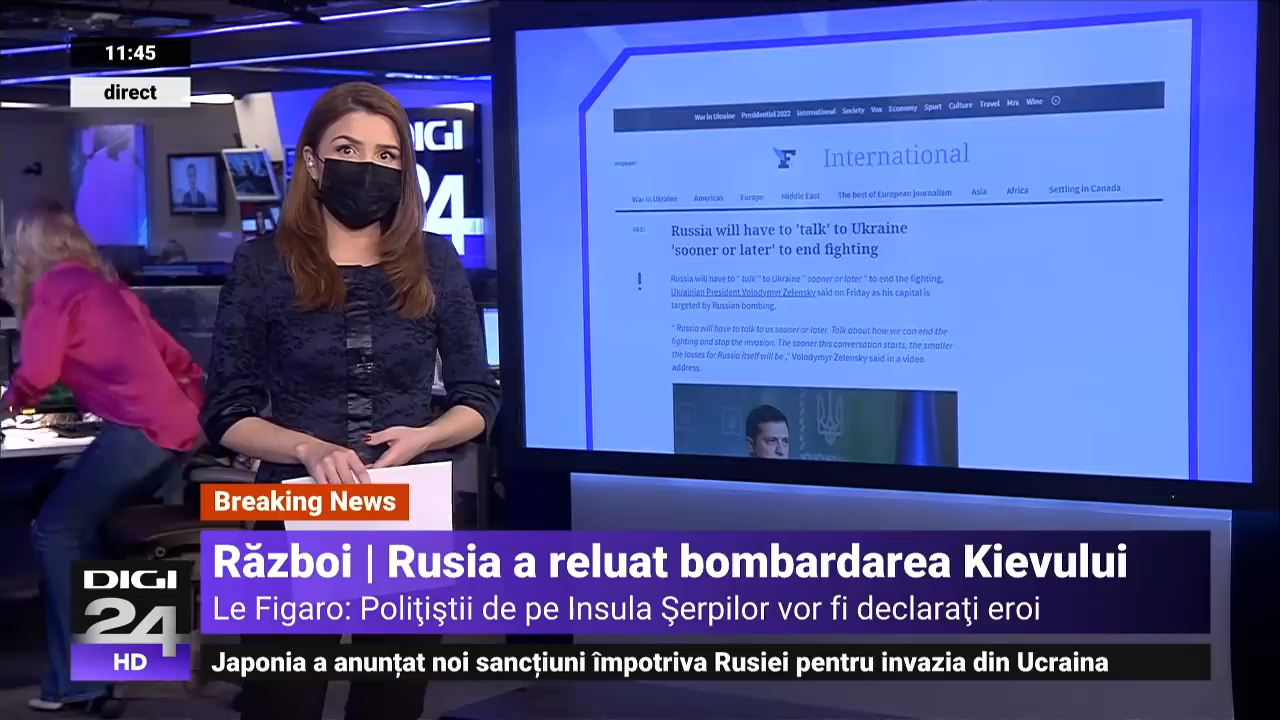 11:45
direct
DIGI
24
War in Ukraine Presidential 2022 International Society Vox Economy Sport Culture Travel Mrs Wine
F International
War in Ukraine Americas Europe Middle East The best of European journalism Asia Africa Settling in Canada
Russia will have to 'talk' to Ukraine
'sooner or later' to end fighting
Russia will have to " talk " to Ukraine " sooner or later " to end the fighting,
Ukrainian President Volodymyr Zelensky said on Friday as his capital is
targeted by Russian bombing.
" Russia will have to talk to us sooner or later. Talk about how we can end the
fighting and stop the invasion. The sooner this conversation starts, the smaller
the losses for Russia itself will be ," Volodymyr Zelensky said in a video
address.
Breaking News
Război | Rusia a reluat bombardarea Kievului
Le Figaro: Poliţiştii de pe Insula Şerpilor vor fi declaraţi eroi
DIGI
24
HD
Japonia a anunțat noi sancțiuni împotriva Rusiei pentru invazia din Ucraina